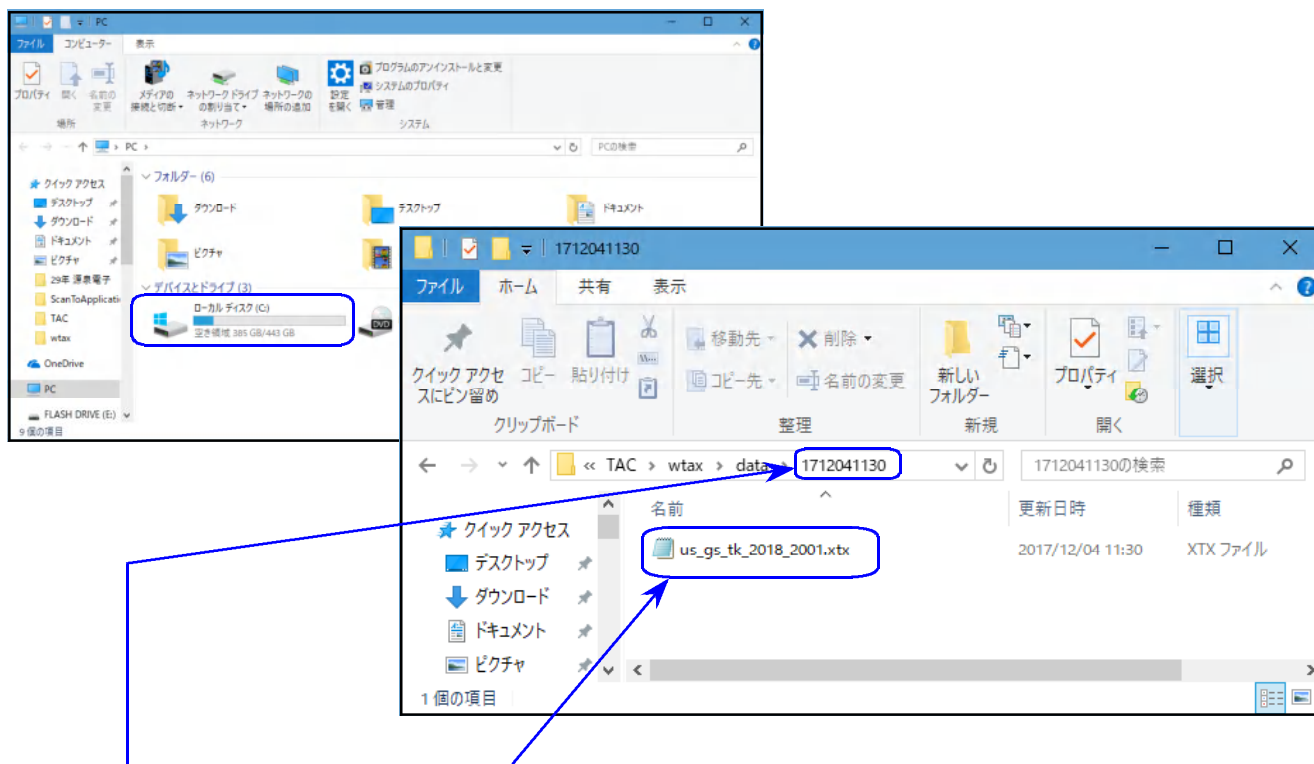 PC
ファイル コンピューター 表示
プロパティ 開く 名前の変更
メディアの接続と切断 ネットワーク ドライブの割り当て ネットワークの場所の追加
設定を開く
プログラムのアンインストールと変更
システムのプロパティ
管理
場所 ネットワーク システム
PC PCの検索
クイック アクセス
デスクトップ
ダウンロード
ドキュメント
ピクチャ
29年 源泉電子
ScanToApplicati
TAC
wtax
OneDrive
PC
FLASH DRIVE (E:)
9 個の項目
フォルダー (6)
ダウンロード デスクトップ ドキュメント
ピクチャ
デバイスとドライブ (3)
ローカル ディスク (C:)
空き領域 385 GB/443 GB
DVD
1712041130
ファイル ホーム 共有 表示
クイック アクセスにピン留め コピー 貼り付け
移動先 削除
コピー先 名前の変更
新しいフォルダー
プロパティ
選択
クリップボード 整理 新規 開く
« TAC › wtax › data › 1712041130 1712041130の検索
名前 更新日時 種類
us_gs_tk_2018_2001.xtx 2017/12/04 11:30 XTX ファイル
クイック アクセス
デスクトップ
ダウンロード
ドキュメント
ピクチャ
1 個の項目